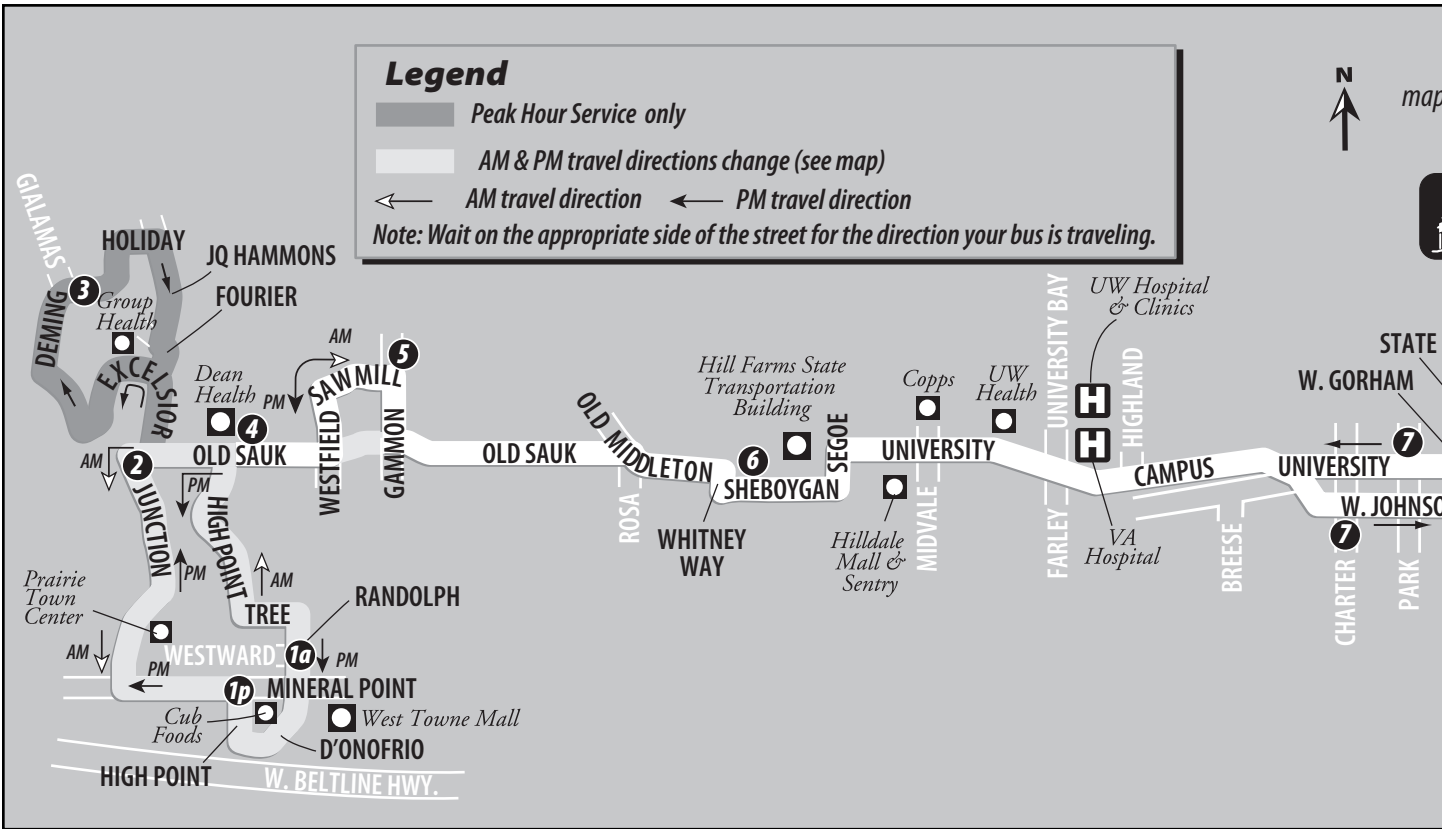 Legend
Peak Hour Service only
AM & PM travel directions change (see map)
AM travel direction
PM travel direction
Note: Wait on the appropriate side of the street for the direction your bus is traveling.
N
map
GIALAMAS
HOLIDAY
JQ HAMMONS
FOURIER
3
Group
Health
DEMING
EXCELSIOR
Dean
Health
4
AM
PM
SAWMILL
5
WESTFIELD
GAMMON
AM
2
OLD SAUK
PM
JUNCTION
HIGH POINT
PM
AM
TREE
RANDOLPH
Prairie
Town
Center
AM
PM
WESTWARD
1a
PM
1p
MINERAL POINT
Cub
Foods
West Towne Mall
D'ONOFRIO
HIGH POINT
W. BELTLINE HWY.
OLD SAUK
OLD MIDDLETON
ROSA
WHITNEY
WAY
6
SHEBOYGAN
Hill Farms State
Transportation
Building
SEGOE
Copps
UW
Health
UNIVERSITY
Hilldale
Mall &
Sentry
MIDVALE
UNIVERSITY BAY
FARLEY
UW Hospital
& Clinics
H
H
VA
Hospital
HIGHLAND
CAMPUS
BREESE
STATE
W. GORHAM
7
UNIVERSITY
W. JOHNSO
7
CHARTER
PARK